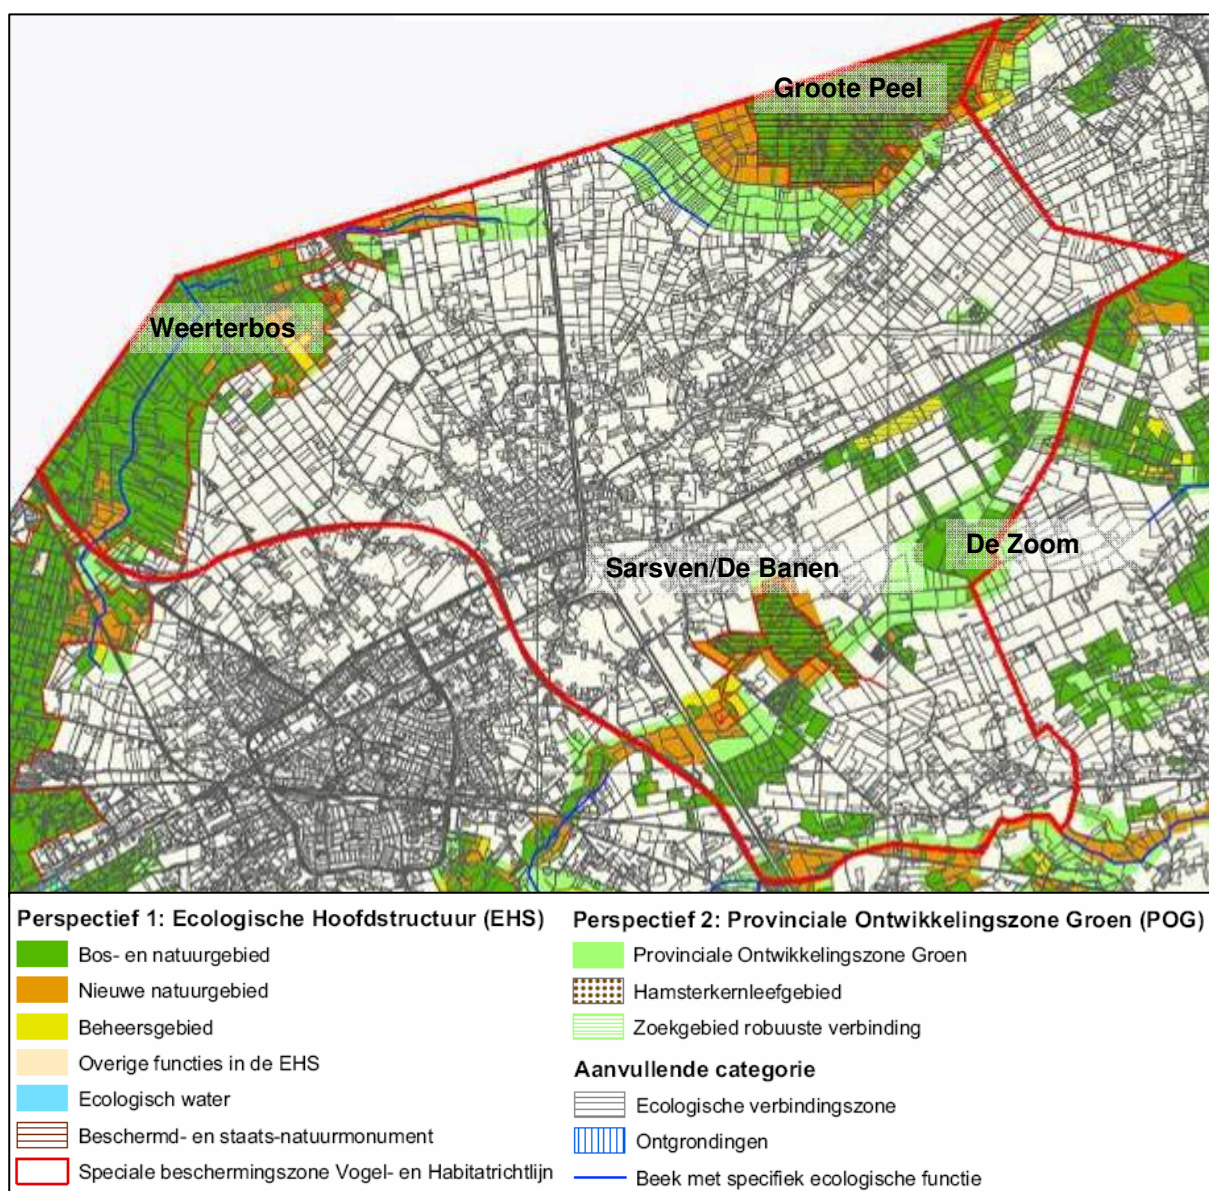 Groote Peel
Weerterbos
De Zoom
Sarsven/De Banen
Perspectief 1: Ecologische Hoofdstructuur (EHS)
Bos- en natuurgebied
Nieuwe natuurgebied
Beheersgebied
Overige functies in de EHS
Ecologisch water
Beschermd- en staats-natuurmonument
Speciale beschermingszone Vogel- en Habitatrichtlijn
Perspectief 2: Provinciale Ontwikkelingszone Groen (POG)
Provinciale Ontwikkelingszone Groen
Hamsterkernleefgebied
Zoekgebied robuuste verbinding
Aanvullende categorie
Ecologische verbindingszone
Ontgrondingen
Beek met specifiek ecologische functie